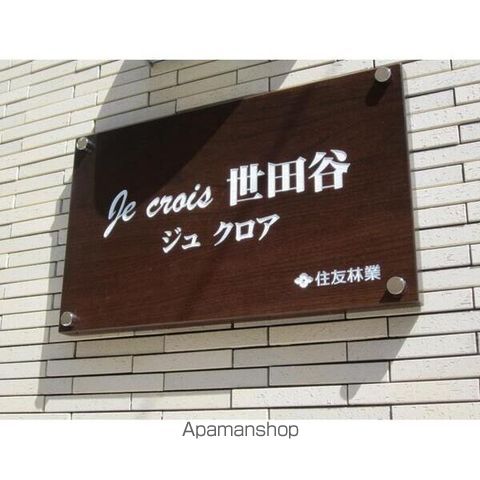 Je crois 世田谷
ジュ クロア
住友林業
Apamanshop